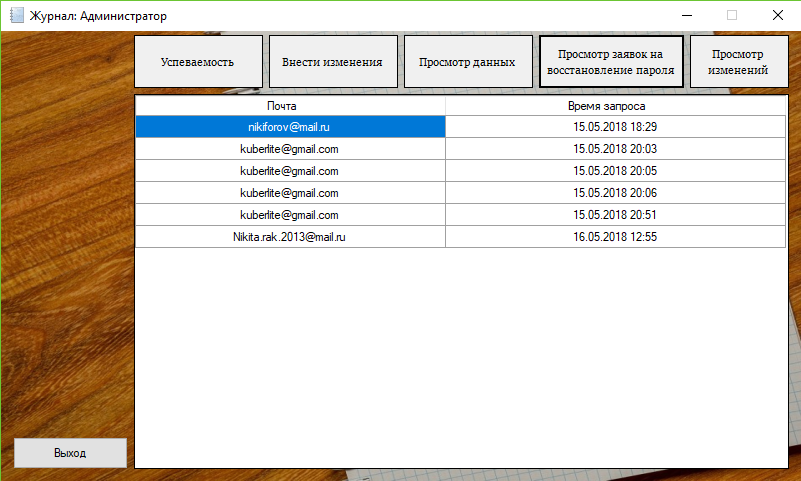 Журнал: Администратор
Успеваемость
Внести изменения
Просмотр данных
Просмотр заявок на
восстановление пароля
Просмотр
изменений
Почта Время запроса
nikiforov@mail.ru 15.05.2018 18:29
kuberlite@gmail.com 15.05.2018 20:03
kuberlite@gmail.com 15.05.2018 20:05
kuberlite@gmail.com 15.05.2018 20:06
kuberlite@gmail.com 15.05.2018 20:51
Nikita.rak.2013@mail.ru 16.05.2018 12:55
Выход